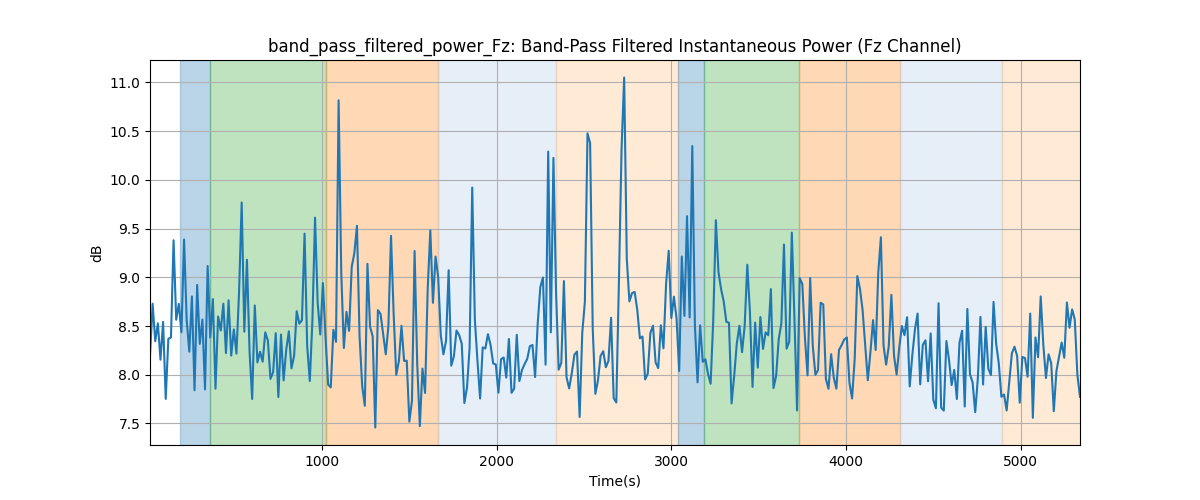 band_pass_filtered_power_Fz: Band-Pass Filtered Instantaneous Power (Fz Channel)
11.0
10.5
10.0
9.5
9.0
8.5
8.0
7.5
dB
1000 2000 3000 4000 5000
Time(s)